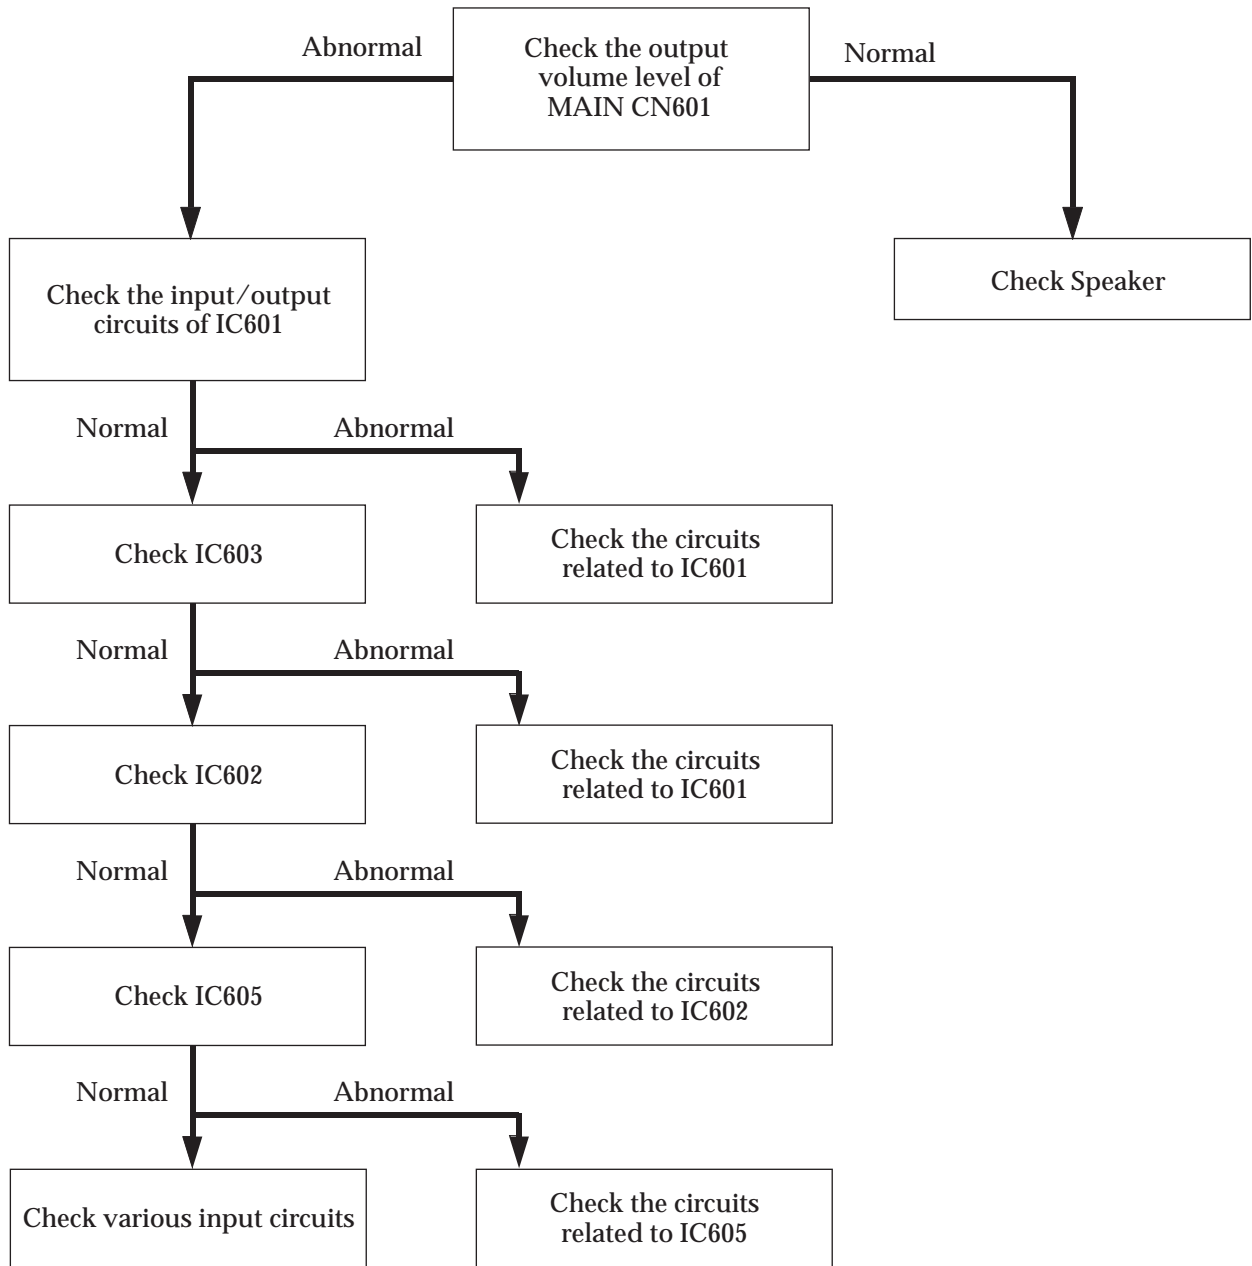 Abnormal
Check the output
volume level of
MAIN CN601
Normal
Check the input/output
circuits of IC601
Check Speaker
Normal
Abnormal
Check IC603
Check the circuits
related to IC601
Normal
Abnormal
Check IC602
Check the circuits
related to IC601
Normal
Abnormal
Check IC605
Check the circuits
related to IC602
Normal
Abnormal
Check various input circuits
Check the circuits
related to IC605